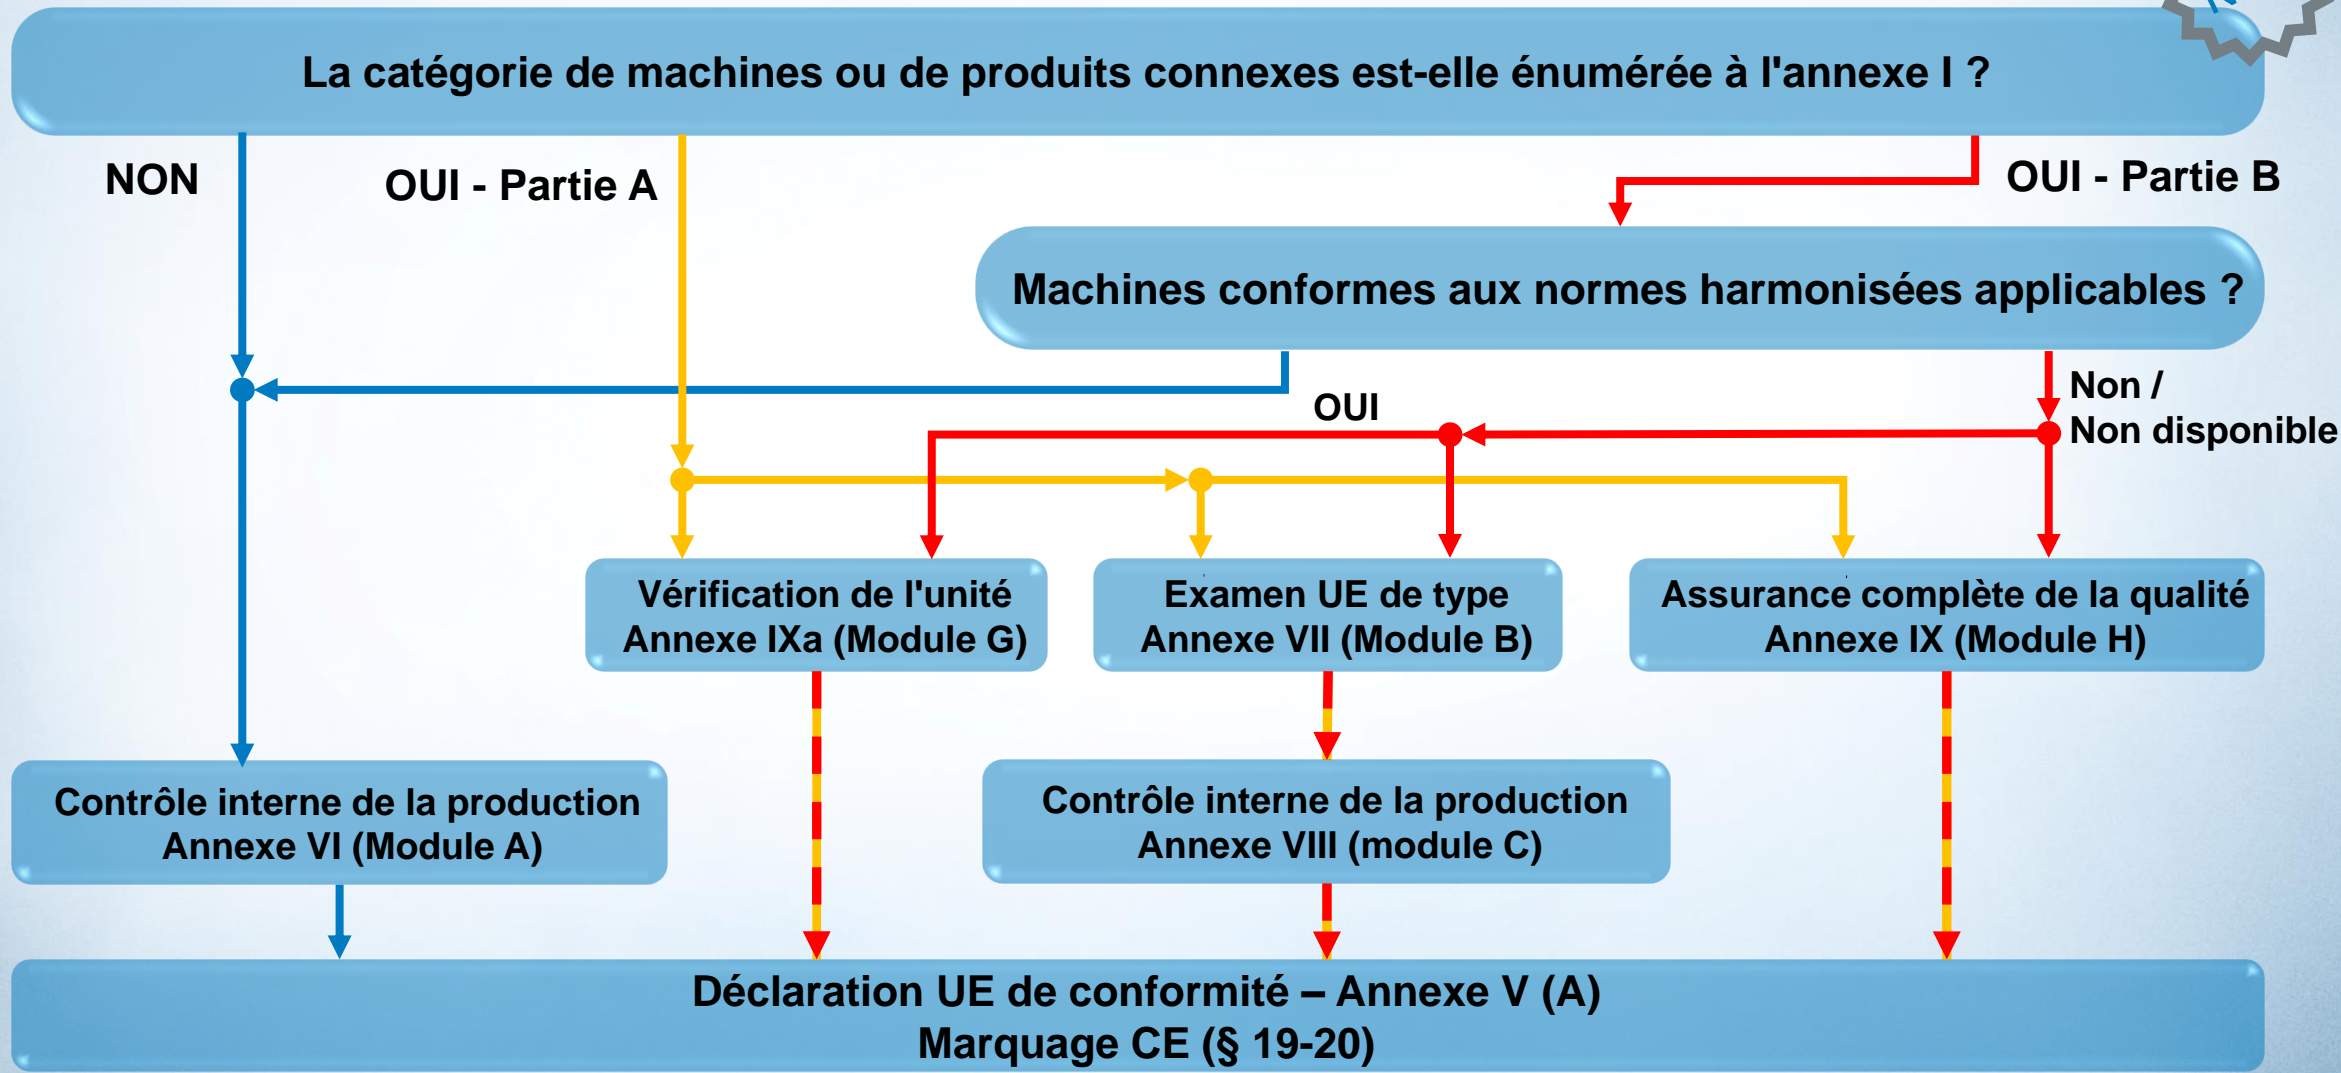 La catégorie de machines ou de produits connexes est-elle énumérée à l'annexe I ?
NON
OUI - Partie A
OUI - Partie B
Machines conformes aux normes harmonisées applicables ?
OUI
Non /
Non disponible
Vérification de l'unité
Annexe IXa (Module G)
Examen UE de type
Annexe VII (Module B)
Assurance complète de la qualité
Annexe IX (Module H)
Contrôle interne de la production
Annexe VI (Module A)
Contrôle interne de la production
Annexe VIII (module C)
Déclaration UE de conformité – Annexe V (A)
Marquage CE (§ 19-20)